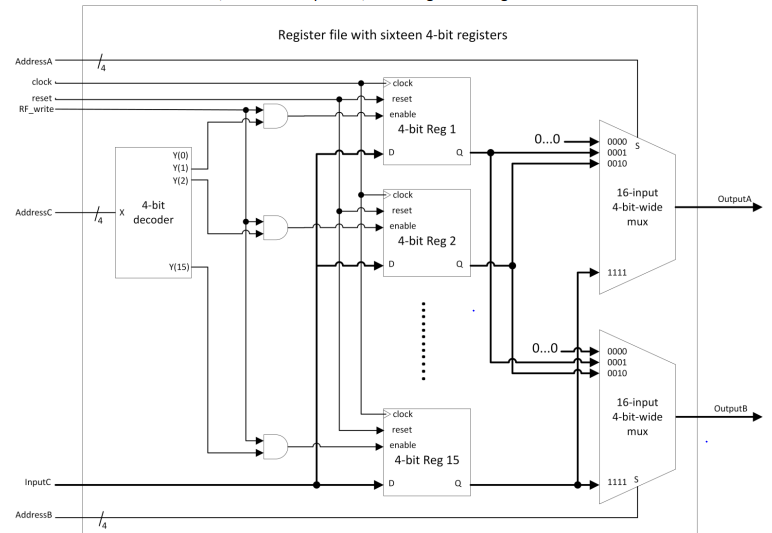 Register file with sixteen 4-bit registers
AddressA
4
clock
reset
RF_write
clock
reset
enable
4-bit Reg 1
D
Q
0...0
0000
0001
0010
S
16-input
4-bit-wide
mux
1111
OutputA
Y(0)
Y(1)
Y(2)
AddressC
4
X
4-bit
decoder
Y(15)
clock
reset
enable
4-bit Reg 2
D
Q
0...0
0000
0001
0010
16-input
4-bit-wide
mux
OutputB
1111
S
clock
reset
enable
4-bit Reg 15
D
Q
InputC
AddressB
4